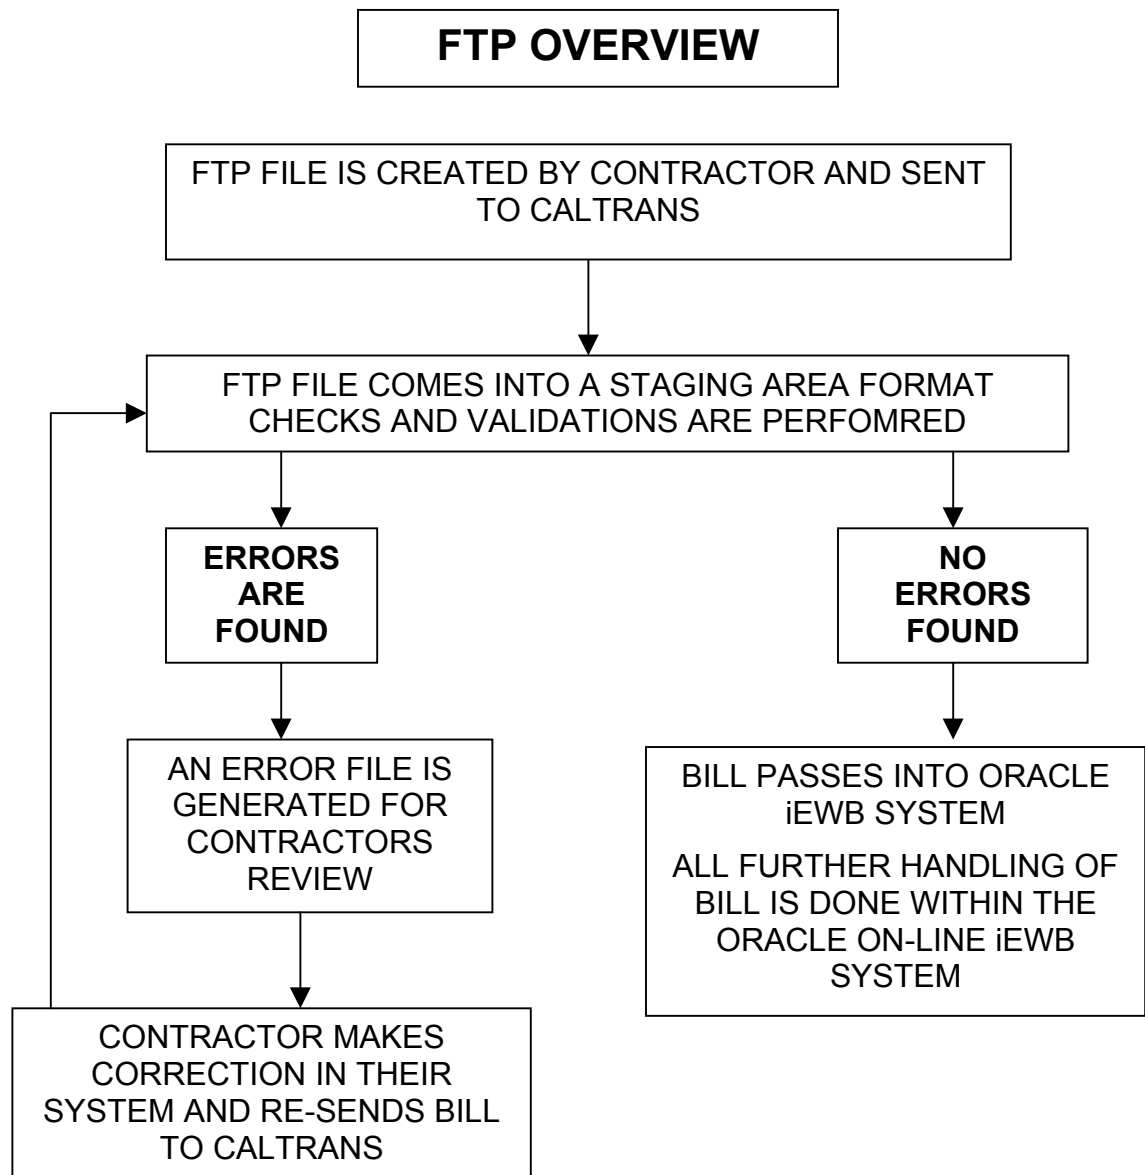 FTP OVERVIEW
FTP FILE IS CREATED BY CONTRACTOR AND SENT
TO CALTRANS
FTP FILE COMES INTO A STAGING AREA FORMAT
CHECKS AND VALIDATIONS ARE PERFOMRED
ERRORS
ARE
FOUND
NO
ERRORS
FOUND
AN ERROR FILE IS
GENERATED FOR
CONTRACTORS
REVIEW
BILL PASSES INTO ORACLE
iEWB SYSTEM
ALL FURTHER HANDLING OF
BILL IS DONE WITHIN THE
ORACLE ON-LINE iEWB
SYSTEM
CONTRACTOR MAKES
CORRECTION IN THEIR
SYSTEM AND RE-SENDS BILL
TO CALTRANS